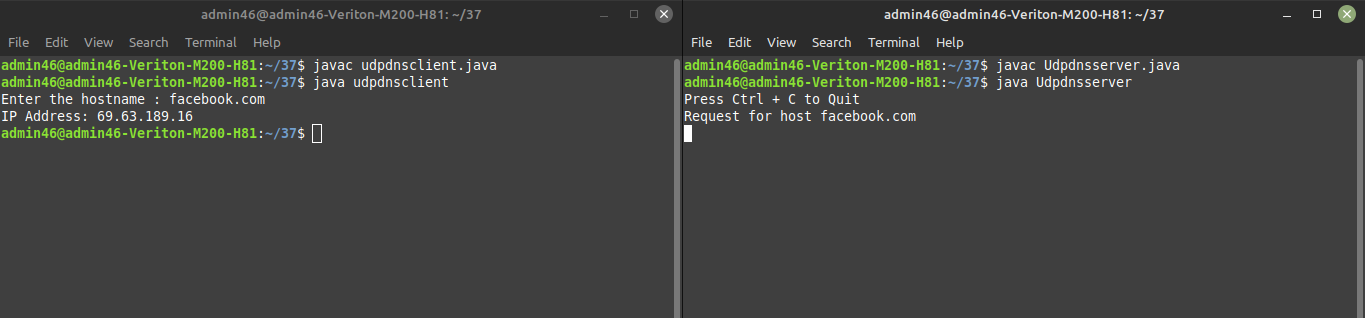 admin46@admin46-Veriton-M200-H81: ~/37
File Edit View Search Terminal Help
admin46@admin46-Veriton-M200-H81:~/37$ javac udpdnsclient.java
admin46@admin46-Veriton-M200-H81:~/37$ java udpdnsclient
Enter the hostname : facebook.com
IP Address: 69.63.189.16
admin46@admin46-Veriton-M200-H81:~/37$
admin46@admin46-Veriton-M200-H81: ~/37
File Edit View Search Terminal Help
admin46@admin46-Veriton-M200-H81:~/37$ javac Udpdnsserver.java
admin46@admin46-Veriton-M200-H81:~/37$ java Udpdnsserver
Press Ctrl + C to Quit
Request for host facebook.com